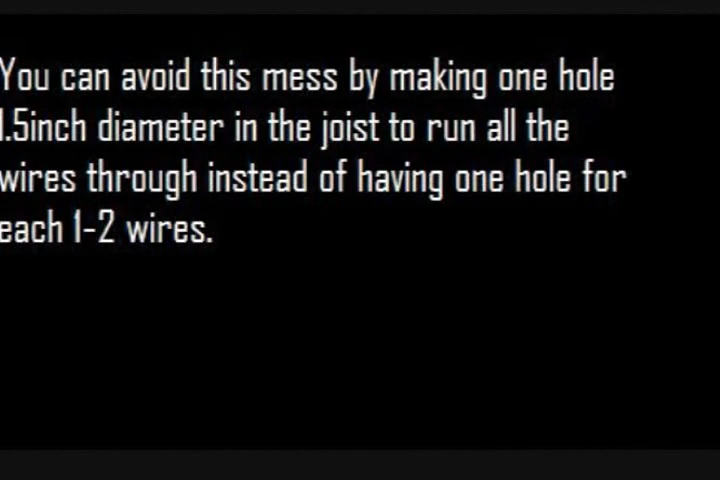 You can avoid this mess by making one hole
1.5inch diameter in the joist to run all the
wires through instead of having one hole for
each 1-2 wires.